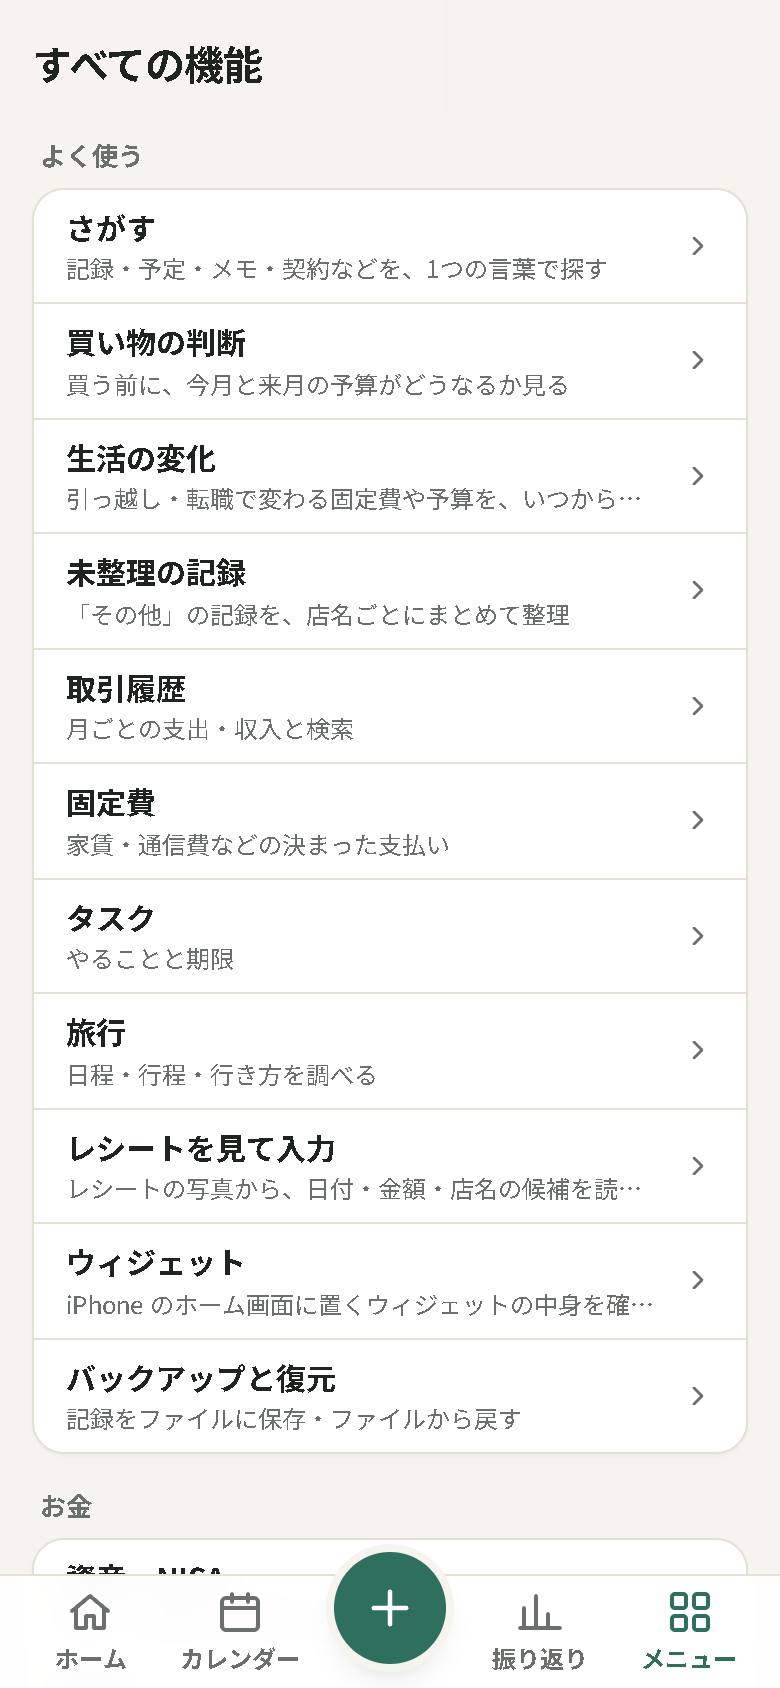 すべての機能
よく使う
さがす
記録・予定・メモ・契約などを、1つの言葉で探す
買い物の判断
買う前に、今月と来月の予算がどうなるか見る
生活の変化
引っ越し・転職で変わる固定費や予算を、いつから…
未整理の記録
「その他」の記録を、店名ごとにまとめて整理
取引履歴
月ごとの支出・収入と検索
固定費
家賃・通信費などの決まった支払い
タスク
やることと期限
旅行
日程・行程・行き方を調べる
レシートを見て入力
レシートの写真から、日付・金額・店名の候補を読…
ウィジェット
iPhone のホーム画面に置くウィジェットの中身を確…
バックアップと復元
記録をファイルに保存・ファイルから戻す
お金
ホーム
カレンダー
振り返り
メニュー